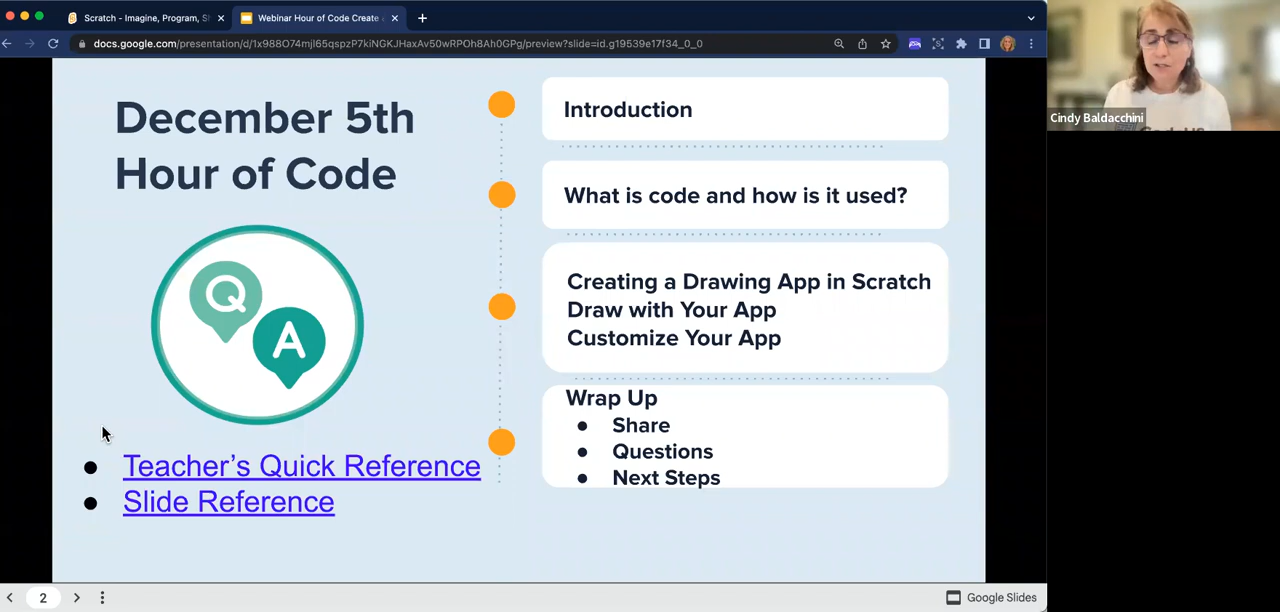 Scratch - Imagine, Program, S
Webinar Hour of Code Create
docs.google.com/presentation/d/1x988O74mjI65qspzP7kiNGKJHaxAv50wRPOh8Ah0GPg/preview?slide=id.g19539e17f34_0_0
December 5th
Hour of Code
Q
A
Teacher's Quick Reference
Slide Reference
Introduction
What is code and how is it used?
Creating a Drawing App in Scratch
Draw with Your App
Customize Your App
Wrap Up
Share
Questions
Next Steps
Cindy Baldacchini
2
Google Slides